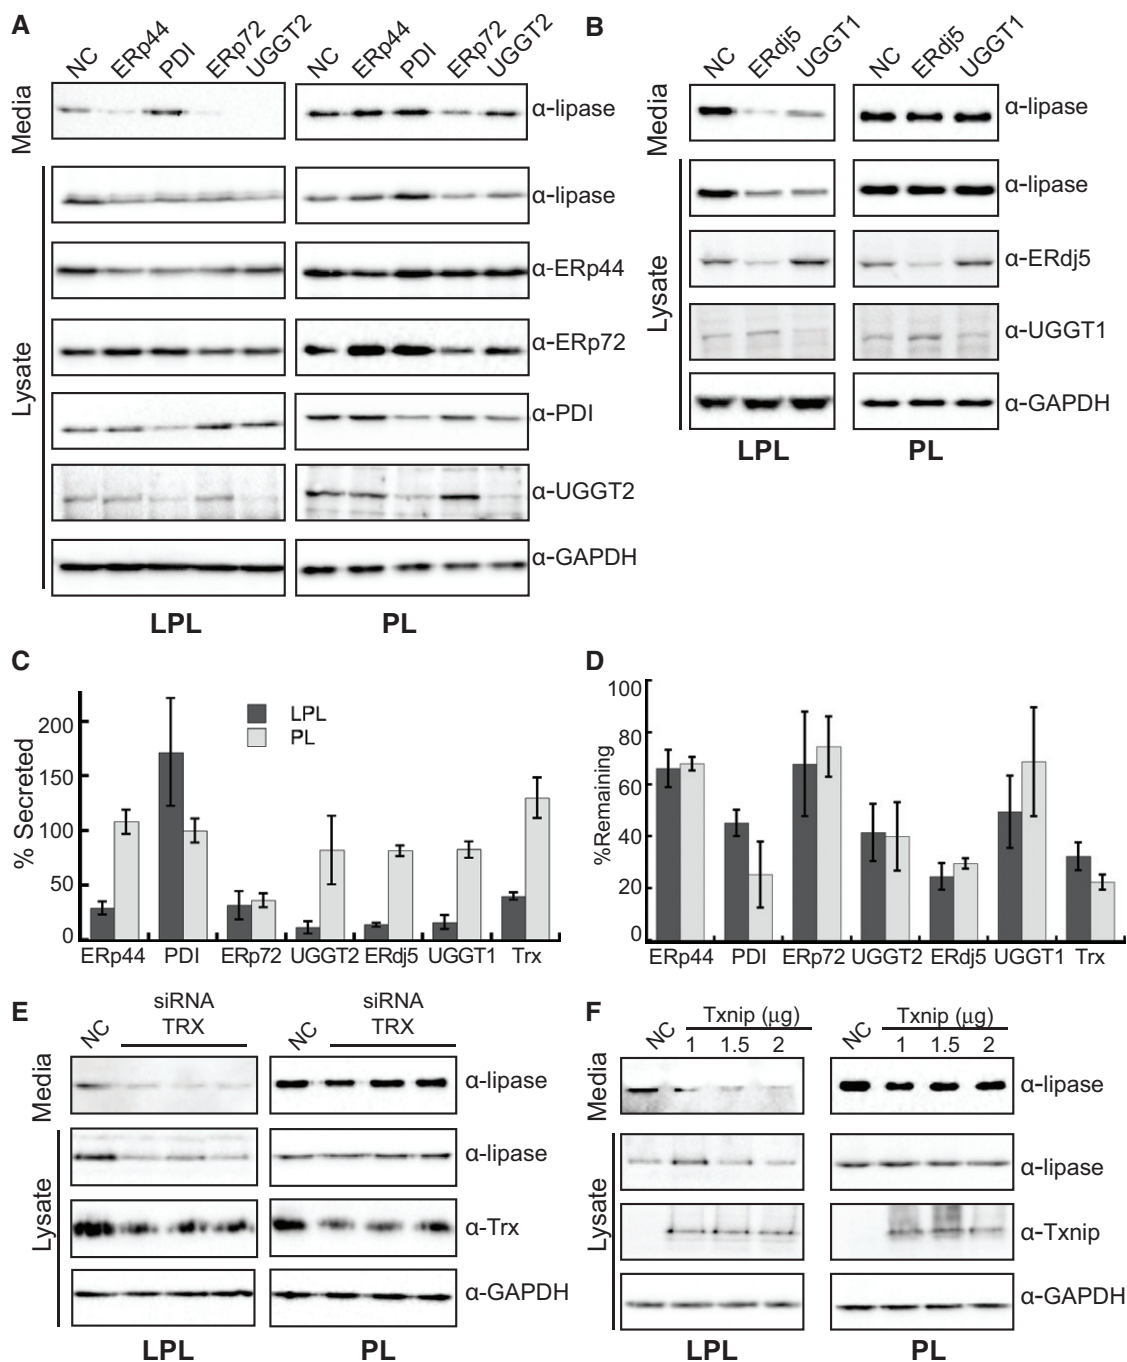 A
NC ERp44 PDI ERp72 UGGT2
NC ERp44 PDI ERp72 UGGT2
Media
α-lipase
Lysate
α-lipase
α-ERp44
α-ERp72
α-PDI
α-UGGT2
α-GAPDH
LPL PL
B
NC ERdj5 UGGT1
NC ERdj5 UGGT1
Media
α-lipase
Lysate
α-lipase
α-ERdj5
α-UGGT1
α-GAPDH
LPL PL
C
% Secreted
200
150
100
50
0
LPL
PL
ERp44 PDI ERp72 UGGT2 ERdj5 UGGT1 Trx
D
%Remaining
100
80
60
40
20
0
ERp44 PDI ERp72 UGGT2 ERdj5 UGGT1 Trx
E
siRNA
TRX
NC
siRNA
TRX
NC
Media
α-lipase
Lysate
α-lipase
α-Trx
α-GAPDH
LPL PL
F
Txnip (μg)
NC 1 1.5 2
Txnip (μg)
NC 1 1.5 2
Media
α-lipase
Lysate
α-lipase
α-Txnip
α-GAPDH
LPL PL